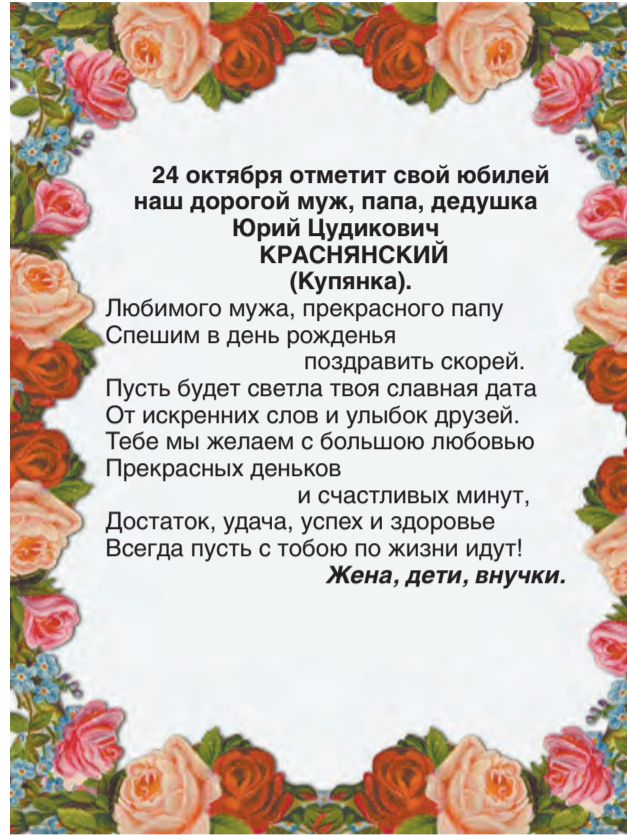 24 октября отметит свой юбилей
наш дорогой муж, папа, дедушка
Юрий Цудикович
КРАСНЯНСКИЙ
(Купянка).
Любимого мужа, прекрасного папу
Спешим в день рожденья
поздравить скорей.
Пусть будет светла твоя славная дата
От искренних слов и улыбок друзей.
Тебе мы желаем с большою любовью
Прекрасных деньков
и счастливых минут,
Достаток, удача, успех и здоровье
Всегда пусть с тобою по жизни идут!
Жена, дети, внучки.